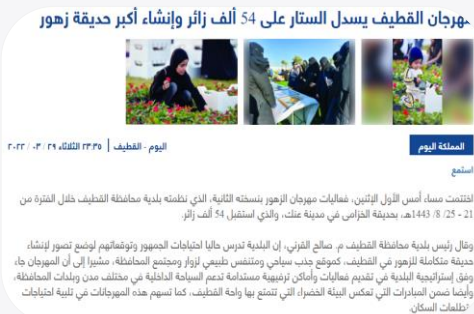 مهرجان القطيف يسدل الستار على 54 ألف زائر وإنشاء أكبر حديقة زهور
المملكة اليوم
اليوم - القطيف | ٢٣:٣٥ الثلاثاء ٢٩ / ٠٣ / ٢٠٢٢
استمع
اختتمت مساء أمس الأول الإثنين، فعاليات مهرجان الزهور بنسخته الثانية، الذي نظمته بلدية محافظة القطيف خلال الفترة من
21 - 25/ 8/ 1443هـ، بحديقة الخزامى في مدينة عنك، والذي استقبل 54 ألف زائر.
وقال رئيس بلدية محافظة القطيف م. صالح القرني، إن البلدية تدرس حاليا احتياجات الجمهور وتوقعاتهم لوضع تصور لإنشاء
حديقة متكاملة للزهور في القطيف، كموقع جذب سياحي ومتنفس طبيعي لزوار ومجتمع المحافظة، مشيرا إلى أن المهرجان جاء
وفق إستراتيجية البلدية في تقديم فعاليات وأماكن ترفيهية مستدامة تدعم السياحة الداخلية في مختلف مدن وبلدات المحافظة،
وأيضا ضمن المبادرات التي تعكس البيئة الخضراء التي تتمتع بها واحة القطيف، كما تسهم هذه المهرجانات في تلبية احتياجات
وتطلعات السكان.